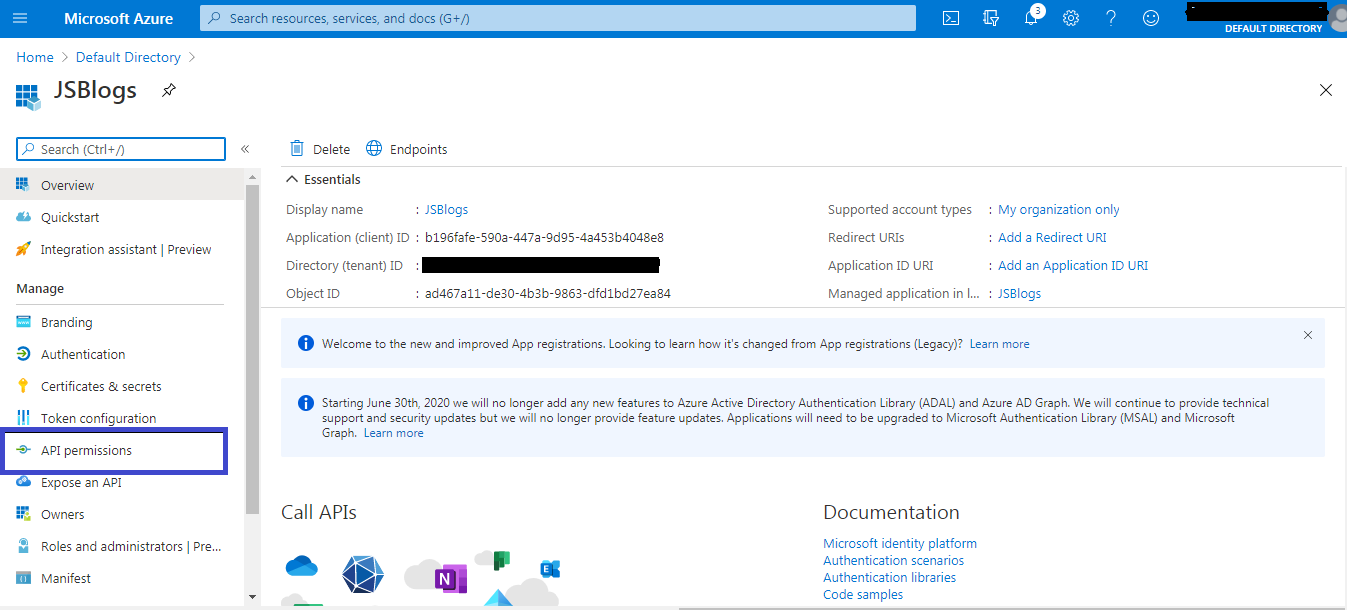 Microsoft Azure
Search resources, services, and docs (G+/)
3
DEFAULT DIRECTORY
Home > Default Directory >
JSBlogs
Search (Ctrl+/)
«
Overview
Quickstart
Integration assistant | Preview
Manage
Branding
Authentication
Certificates & secrets
Token configuration
API permissions
Expose an API
Owners
Roles and administrators | Pre...
Manifest
Delete
Endpoints
Essentials
Display name : JSBlogs
Application (client) ID : b196fafe-590a-447a-9d95-4a453b4048e8
Directory (tenant) ID :
Object ID : ad467a11-de30-4b3b-9863-dfd1bd27ea84
Supported account types : My organization only
Redirect URIs : Add a Redirect URI
Application ID URI : Add an Application ID URI
Managed application in l... : JSBlogs
Welcome to the new and improved App registrations. Looking to learn how it's changed from App registrations (Legacy)? Learn more
Starting June 30th, 2020 we will no longer add any new features to Azure Active Directory Authentication Library (ADAL) and Azure AD Graph. We will continue to provide technical
support and security updates but we will no longer provide feature updates. Applications will need to be upgraded to Microsoft Authentication Library (MSAL) and Microsoft
Graph. Learn more
Call APIs
N
E
Documentation
Microsoft identity platform
Authentication scenarios
Authentication libraries
Code samples